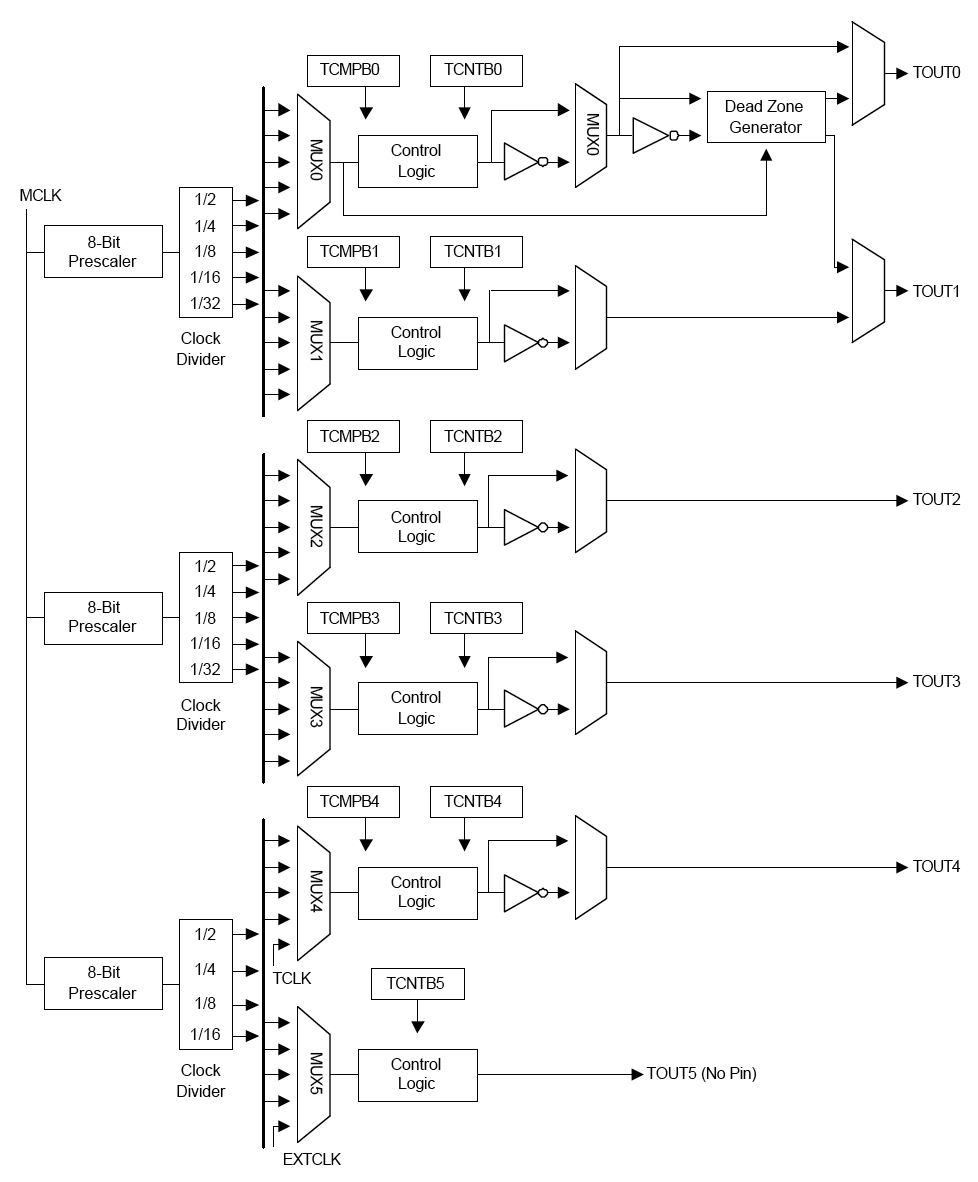 TCMPB0 TCNTB0 TOUT0
Dead Zone
Generator
MUX0 Control
Logic MUX0
MCLK
8-Bit
Prescaler
1/2
1/4
1/8
1/16
1/32
Clock
Divider
TCMPB1 TCNTB1 TOUT1
MUX1 Control
Logic
TCMPB2 TCNTB2
MUX2 Control
Logic TOUT2
8-Bit
Prescaler
1/2
1/4
1/8
1/16
1/32
Clock
Divider
TCMPB3 TCNTB3
MUX3 Control
Logic TOUT3
TCMPB4 TCNTB4
MUX4 Control
Logic TOUT4
TCLK
8-Bit
Prescaler
1/2
1/4
1/8
1/16
Clock
Divider
TCNTB5
MUX5 Control
Logic TOUT5 (No Pin)
EXTCLK